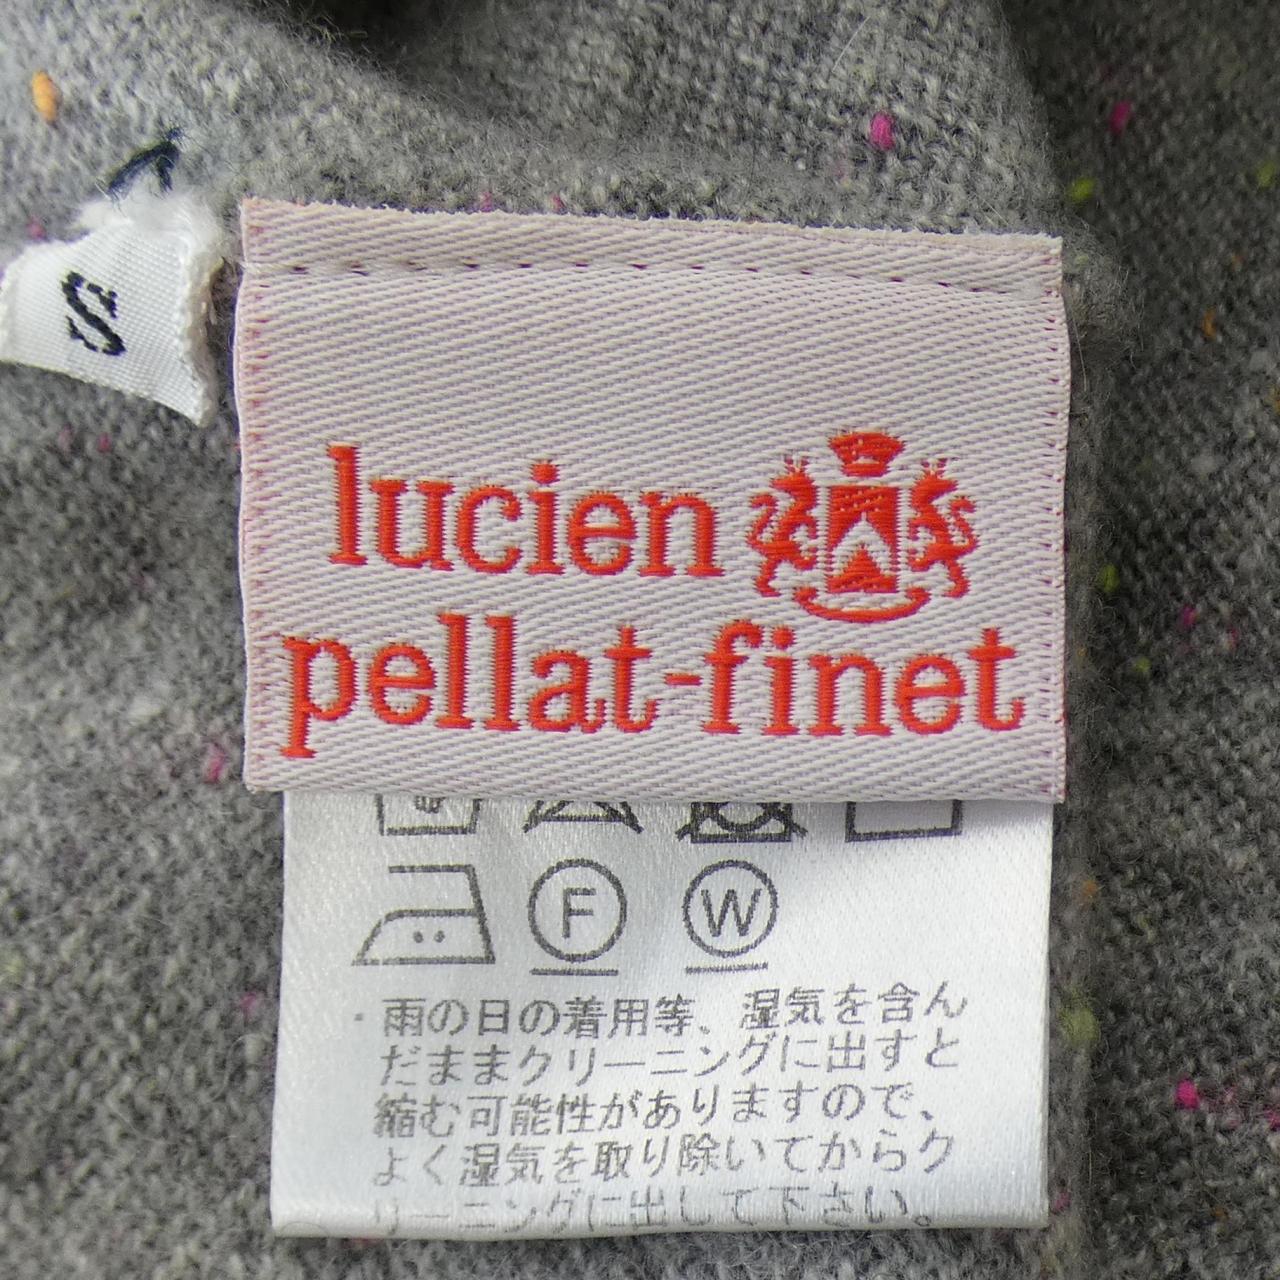 S
lucien
pellat-finet
F W
・雨の日の着用等、湿気を含ん
だままクリーニングに出すと
縮む可能性がありますので、
よく湿気を取り除いてからク
リーニングに出して下さい。